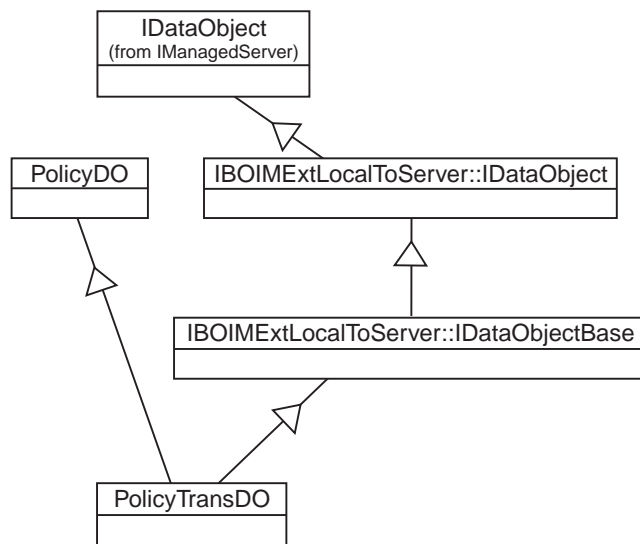 IDataObject
(from IManagedServer)
PolicyDO
IBOIMExtLocalToServer::IDataObject
IBOIMExtLocalToServer::IDataObjectBase
PolicyTransDO